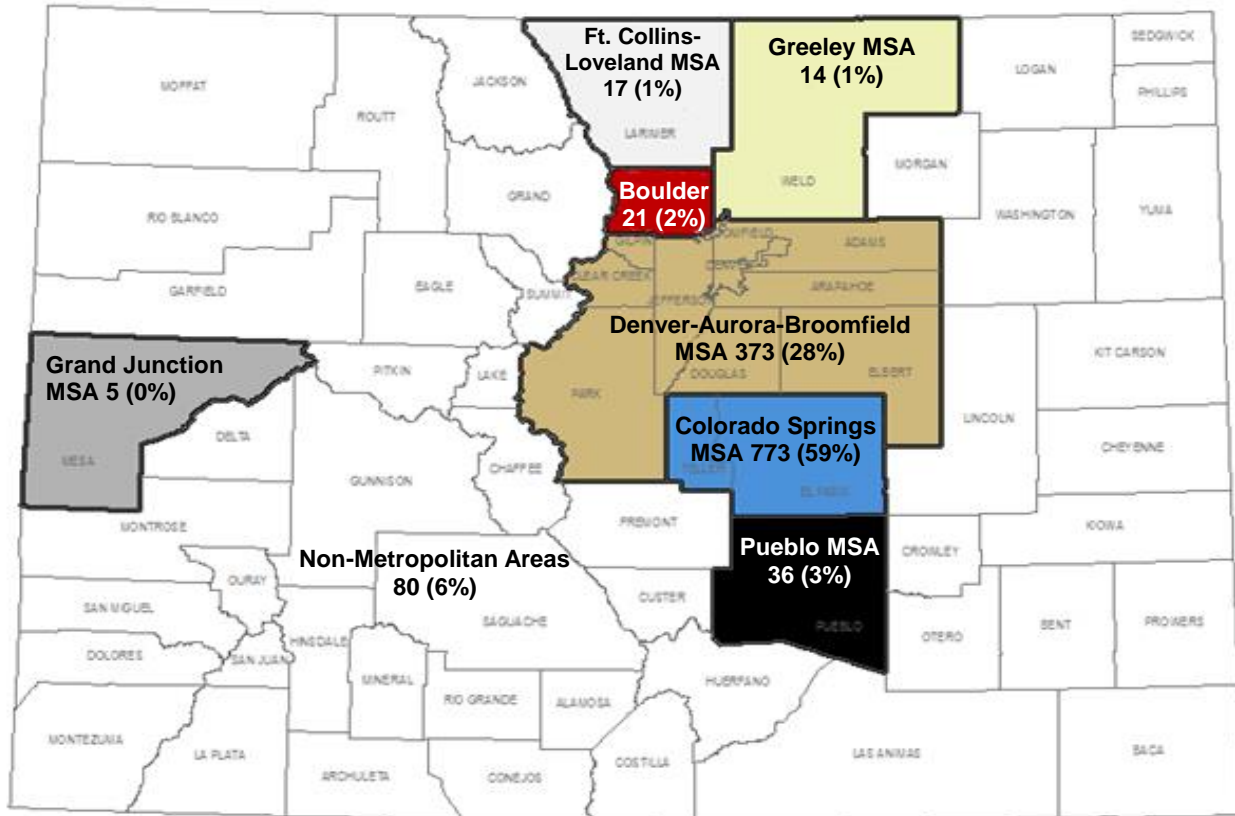 Ft. Collins-
Loveland MSA
17 (1%)
Greeley MSA
14 (1%)
SEDGWICK
LOGAN
PHILLIPS
MOFFAT
JACKSON
ROUTT
LARIMER
WELD
MORGAN
GRAND
Boulder
21 (2%)
RIO BLANCO
WASHINGTON
YUMA
GILPIN
ADAMS
CLEAR CREEK
EAGLE
SUMMIT
GARFIELD
JEFFERSON
ARAPAHOE
Denver-Aurora-Broomfield
MSA 373 (28%)
KIT CARSON
Grand Junction
MSA 5 (0%)
PITKIN
LAKE
PARK
DOUGLAS
ELBERT
LINCOLN
Colorado Springs
MSA 773 (59%)
DELTA
MESA
CHEYENNE
CHAFFEE
TELLER
GUNNISON
EL PASO
MONTROSE
FREMONT
KIOWA
Pueblo MSA
36 (3%)
CROWLEY
Non-Metropolitan Areas
80 (6%)
OURAY
CUSTER
SAN MIGUEL
SAGUACHE
PUEBLO
OTERO
BENT
PROWERS
HINSDALE
DOLORES
SAN JUAN
MINERAL
HUERFANO
RIO GRANDE
ALAMOSA
MONTEZUMA
LA PLATA
COSTILLA
LAS ANIMAS
BACA
ARCHULETA
CONEJOS